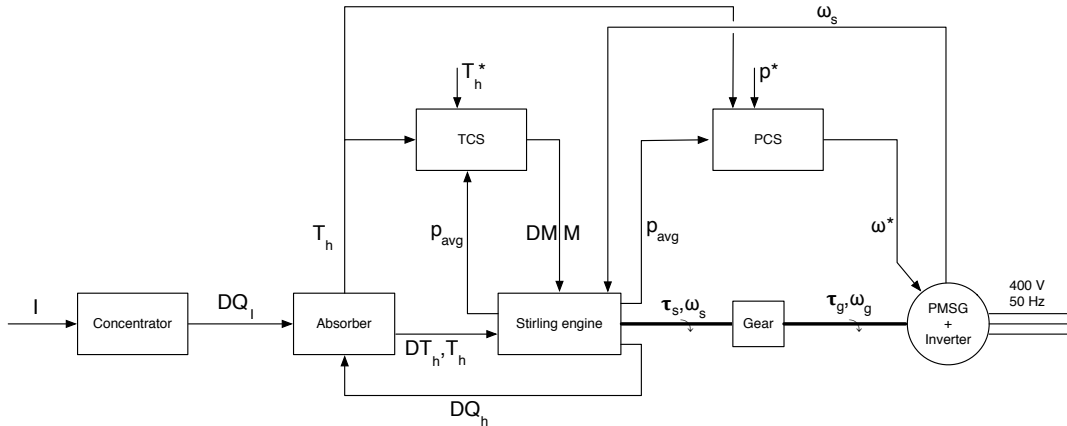 ω_s
T_h^*
p*
TCS
PCS
T_h
p_avg
DM M
p_avg
ω*
I
DQ_I
Concentrator
Absorber
DT_h,T_h
Stirling engine
τ_s,ω_s
Gear
τ_g,ω_g
PMSG
+
Inverter
400 V
50 Hz
DQ_h